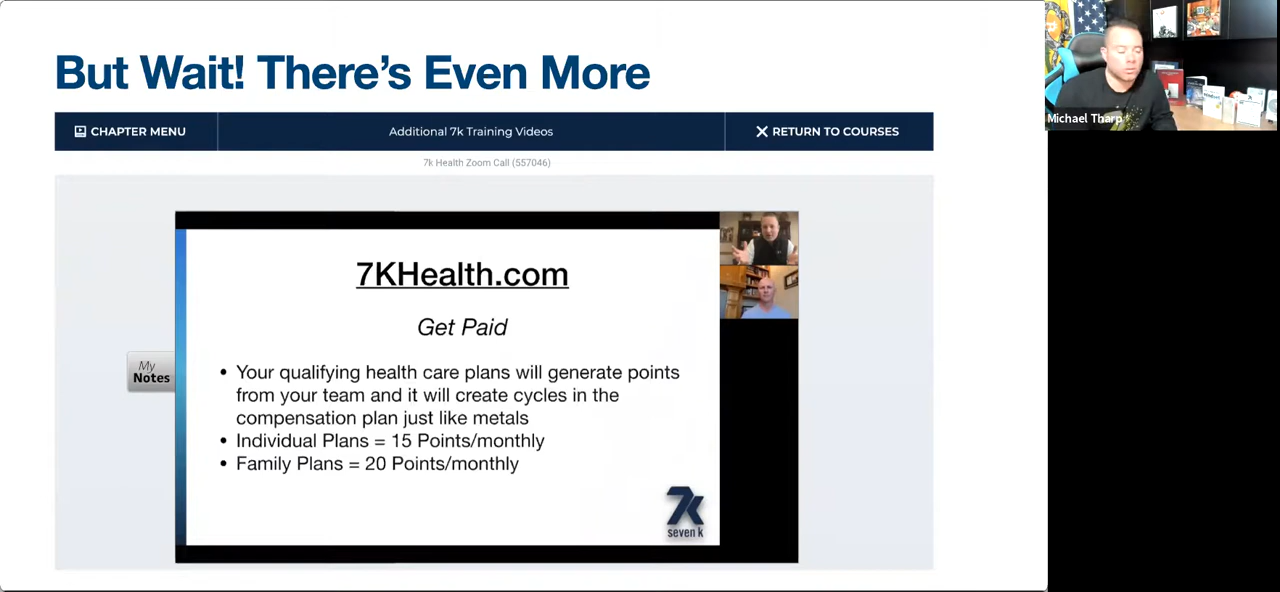 But Wait! There's Even More
CHAPTER MENU
Additional 7k Training Videos
RETURN TO COURSES
7k Health Zoom Call (557046)
7KHealth.com
Get Paid
• Your qualifying health care plans will generate points
from your team and it will create cycles in the
compensation plan just like metals
• Individual Plans = 15 Points/monthly
• Family Plans = 20 Points/monthly
My
Notes
7k
seven k
Michael Tharp